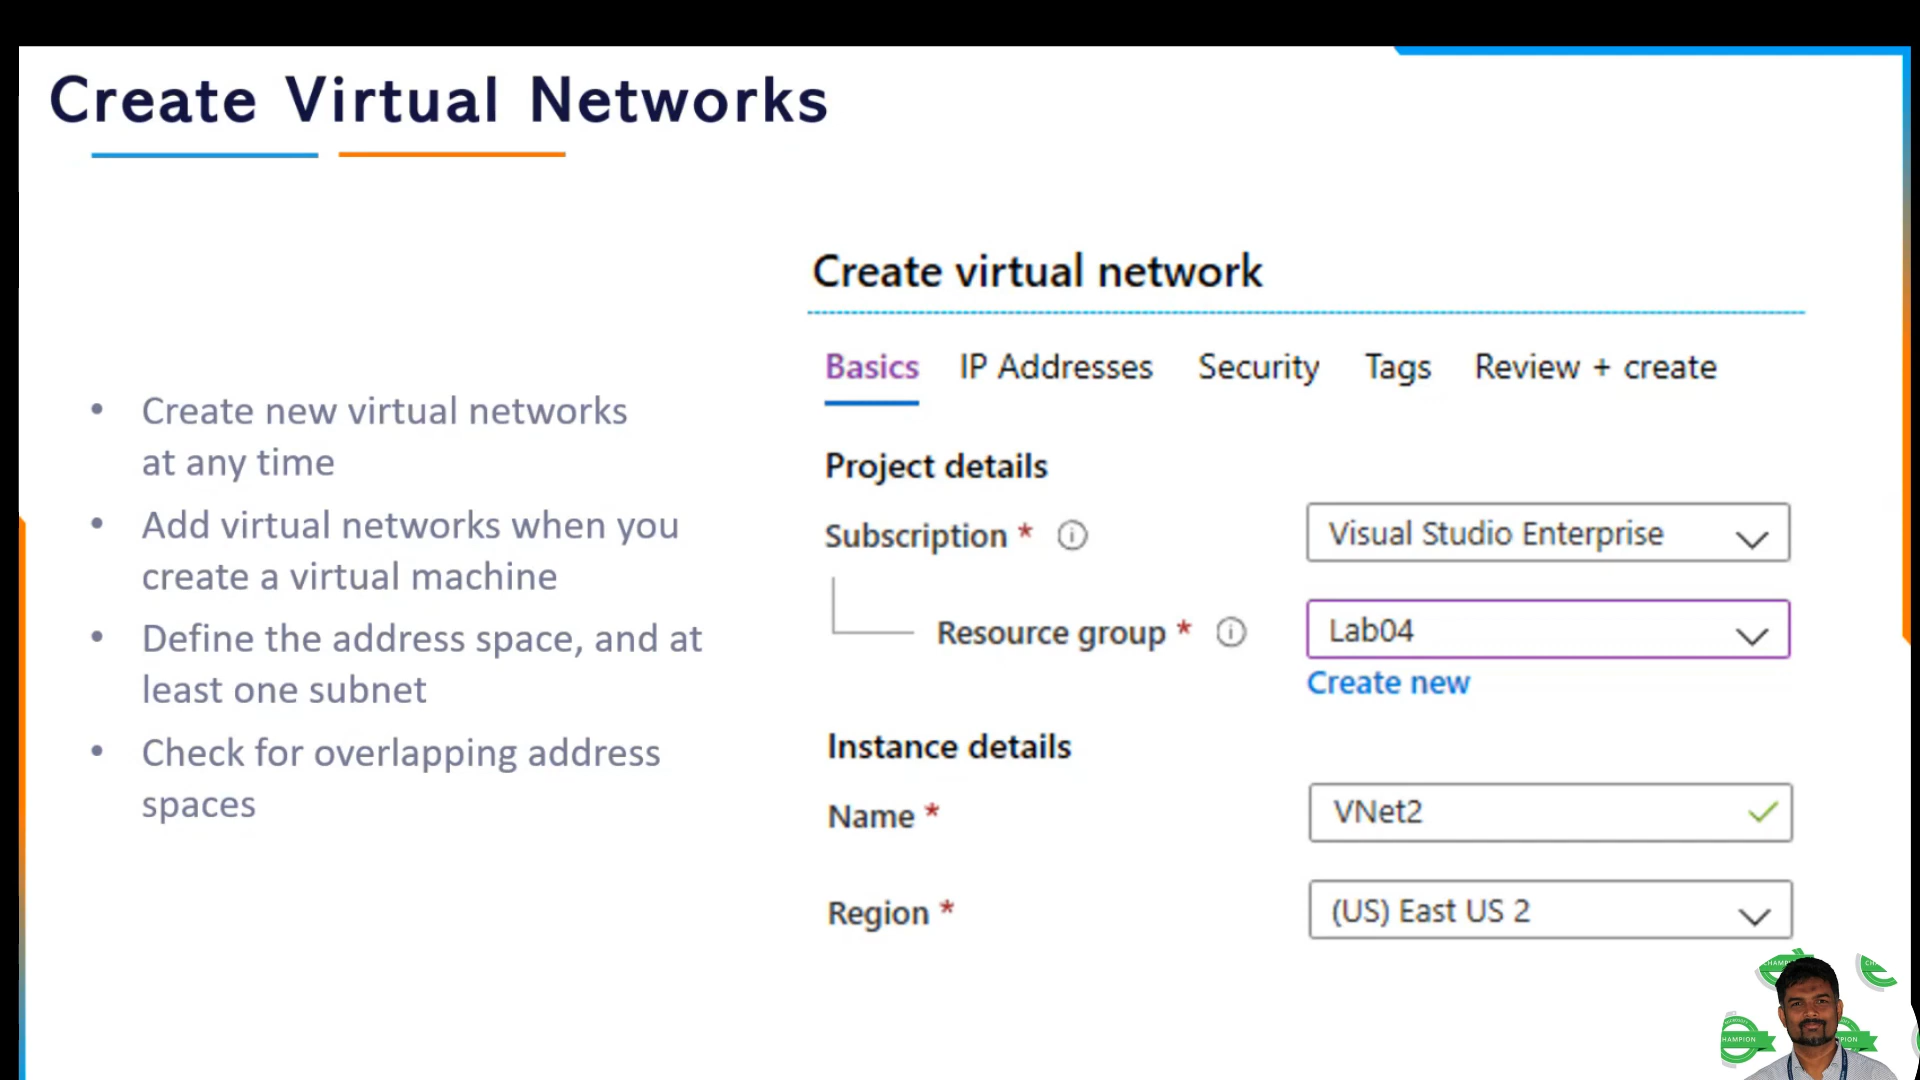 Create Virtual Networks
• Create new virtual networks
at any time
• Add virtual networks when you
create a virtual machine
• Define the address space, and at
least one subnet
• Check for overlapping address
spaces
Create virtual network
Basics IP Addresses Security Tags Review + create
Project details
Subscription * Visual Studio Enterprise
Resource group * Lab04
Create new
Instance details
Name * VNet2
Region * (US) East US 2